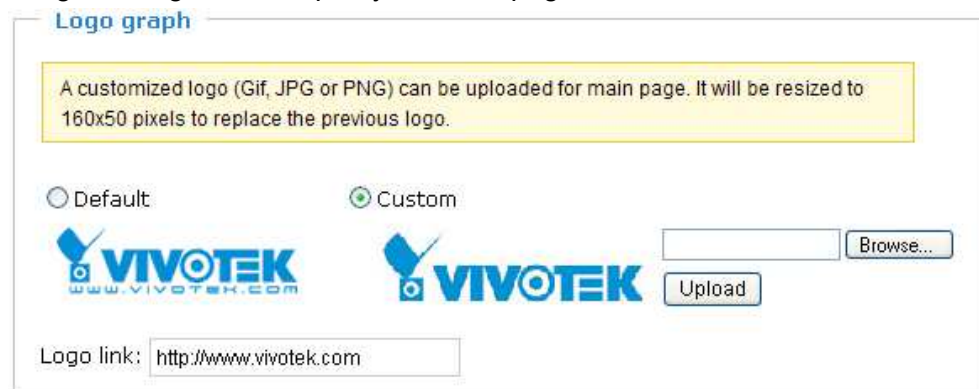 Logo graph
A customized logo (Gif, JPG or PNG) can be uploaded for main page. It will be resized to
160x50 pixels to replace the previous logo.
Default Custom
VIVOTEK VIVOTEK Browse...
www.vivotek.com Upload
Logo link: http://www.vivotek.com